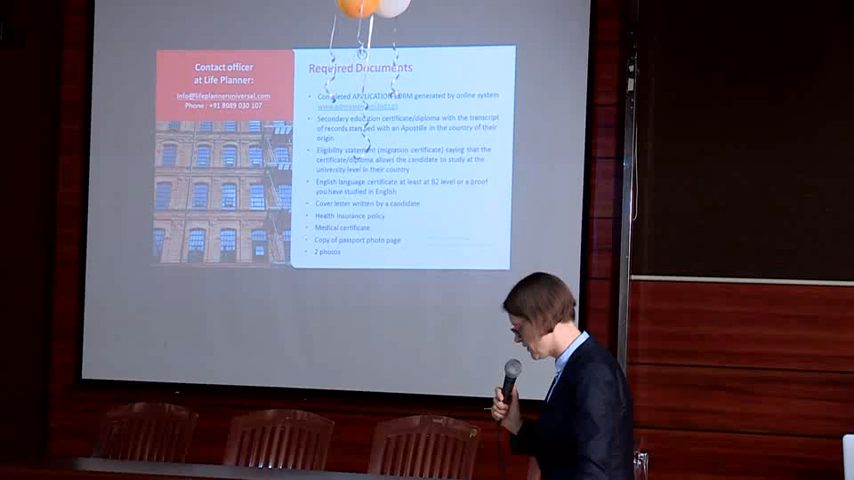 Contact officer
at Life Planner:
info@lifeplanneruniversal.com
Phone : +91 8089 030 107
Required Documents
• Completed APPLICATION FORM generated by online system
• Secondary education certificate/diploma with the transcript
of records stamped with an Apostille in the country of their
origin
• Eligibility statement (migration certificate) saying that the
certificate/diploma allows the candidate to study at the
university level in their country
• English language certificate at least at B2 level or a proof
you have studied in English
• Cover letter written by a candidate
• Health insurance policy
• Medical certificate
• Copy of passport photo page
• 2 photos